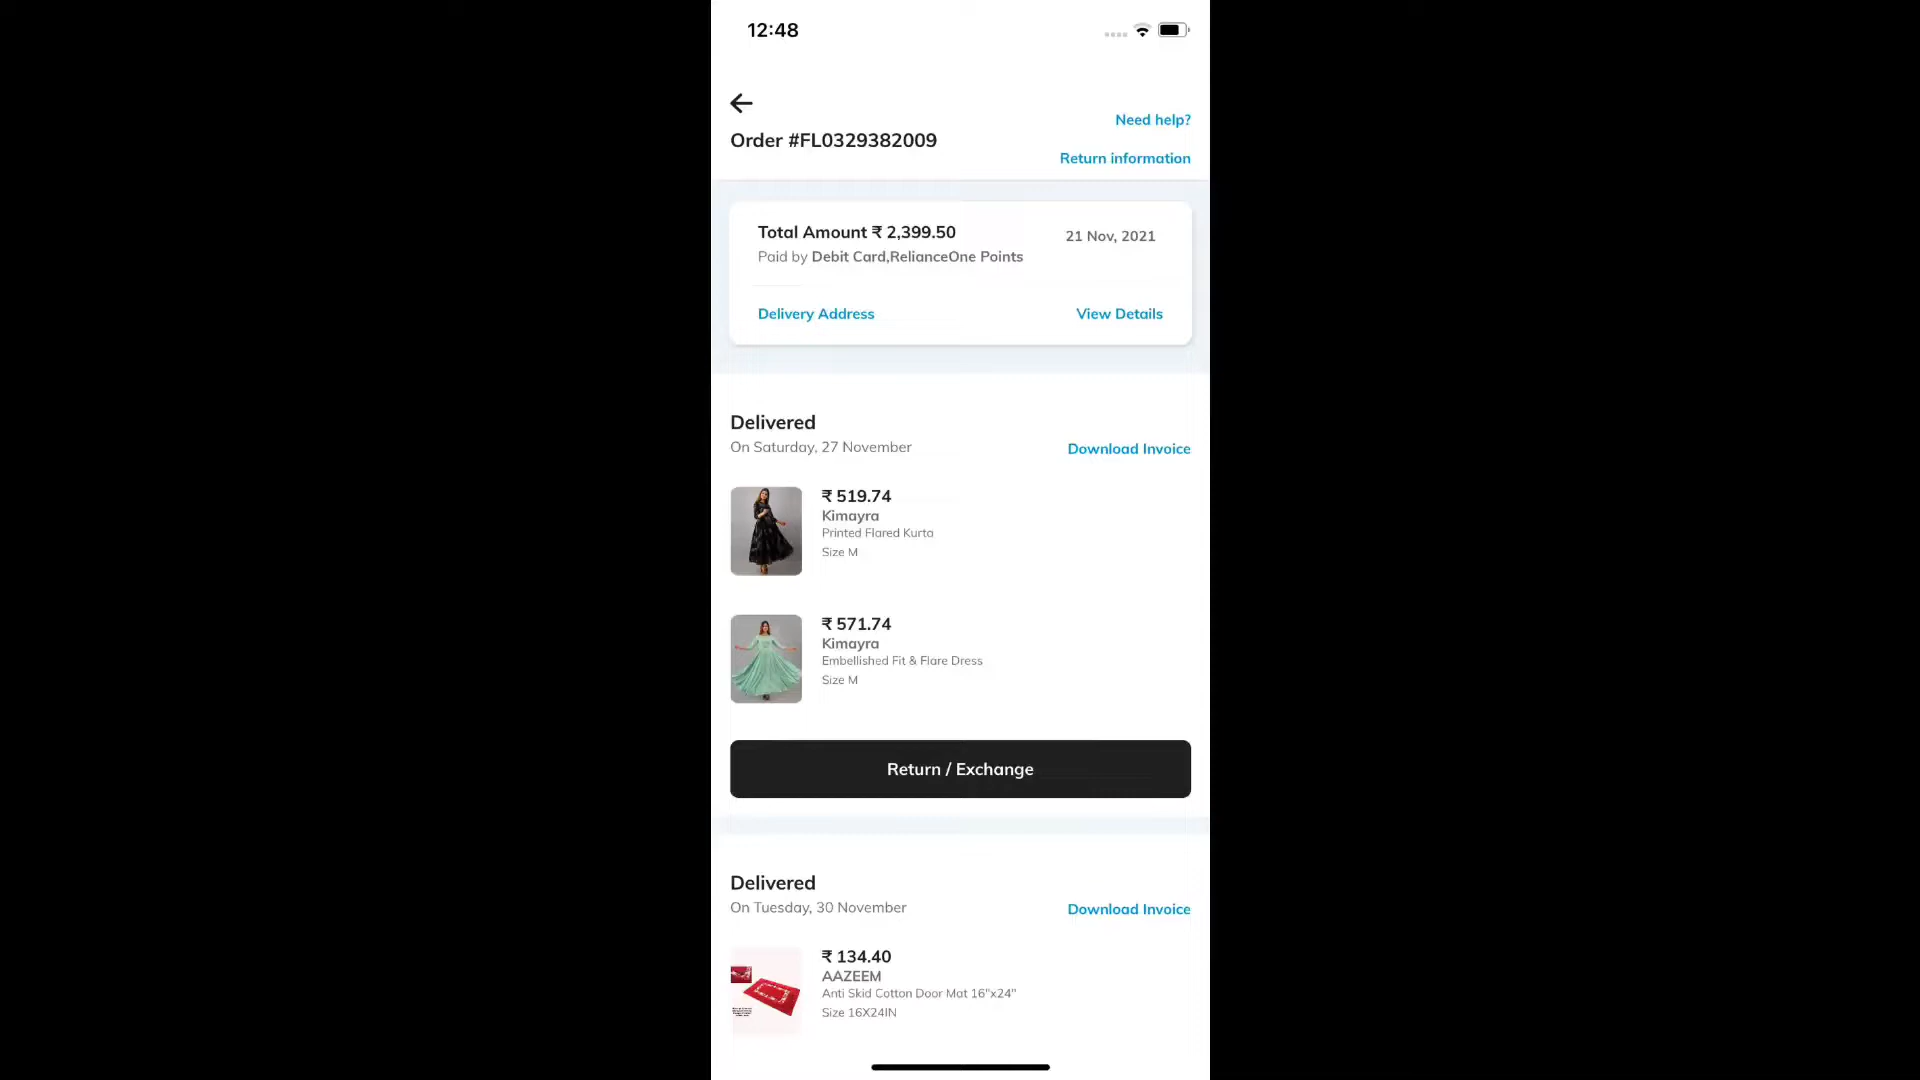 12:48
Need help?
Order #FL0329382009
Return information
Total Amount ₹ 2,399.50
21 Nov, 2021
Paid by Debit Card,RelianceOne Points
Delivery Address
View Details
Delivered
On Saturday, 27 November
Download Invoice
₹ 519.74
Kimayra
Printed Flared Kurta
Size M
₹ 571.74
Kimayra
Embellished Fit & Flare Dress
Size M
Return / Exchange
Delivered
On Tuesday, 30 November
Download Invoice
₹ 134.40
AAZEEM
Anti Skid Cotton Door Mat 16"x24"
Size 16X24IN